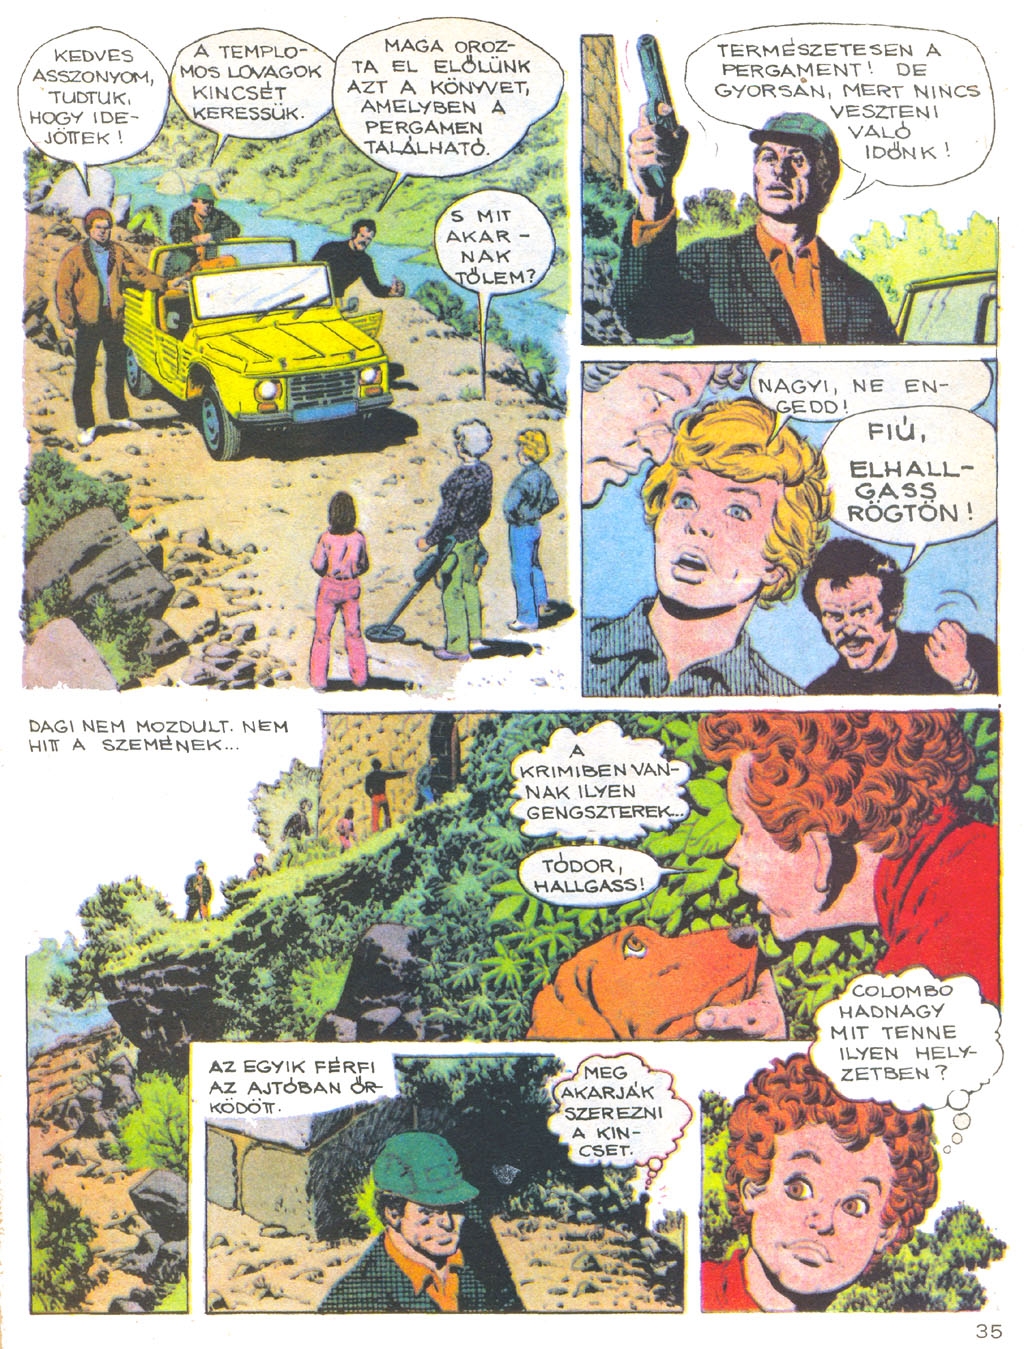 KEDVES
ASSZONYOM,
TUDTUK,
HOGY IDE-
JÖTTEK!
A TEMPLO-
MOS LOVAGOK
KINCSÉT
KERESSÜK.
MAGA OROZ-
TA EL ELŐLÜNK
AZT A KÖNYVET,
AMELYBEN A
PERGAMEN
TALÁLHATÓ.
S MIT
AKAR-
NAK
TŐLEM?
TERMÉSZETESEN A
PERGAMENT! DE
GYORSAN, MERT NINCS
VESZTENI
VALÓ
IDŐNK!
NAGYI, NE EN-
GEDD!
FIÚ,
ELHALL-
GASS
RÖGTÖN!
DAGI NEM MOZDULT. NEM
HITT A SZEMÉNEK...
A
KRIMIBEN VAN-
NAK ILYEN
GENGSZTEREK...
TÓDOR,
HALLGASS!
AZ EGYIK FÉRFI
AZ AJTÓBAN ŐR-
KÖDÖTT.
MEG
AKARJÁK
SZEREZNI
A KIN-
CSET.
COLOMBO
HADNAGY
MIT TENNE
ILYEN HELY-
ZETBEN?
35